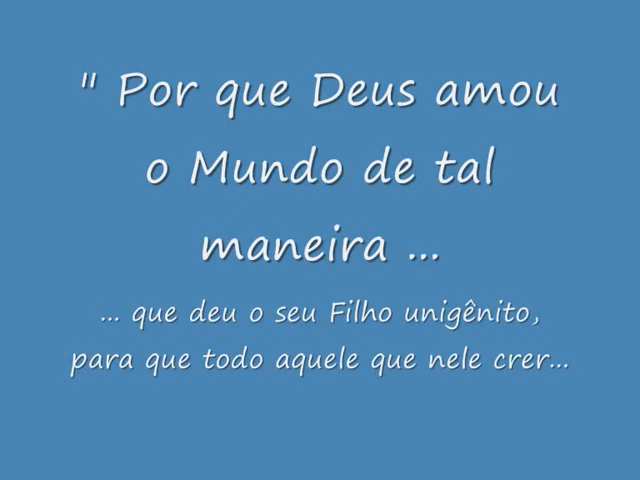 " Por que Deus amou
o Mundo de tal
maneira ...
... que deu o seu Filho unigênito,
para que todo aquele que nele crer...